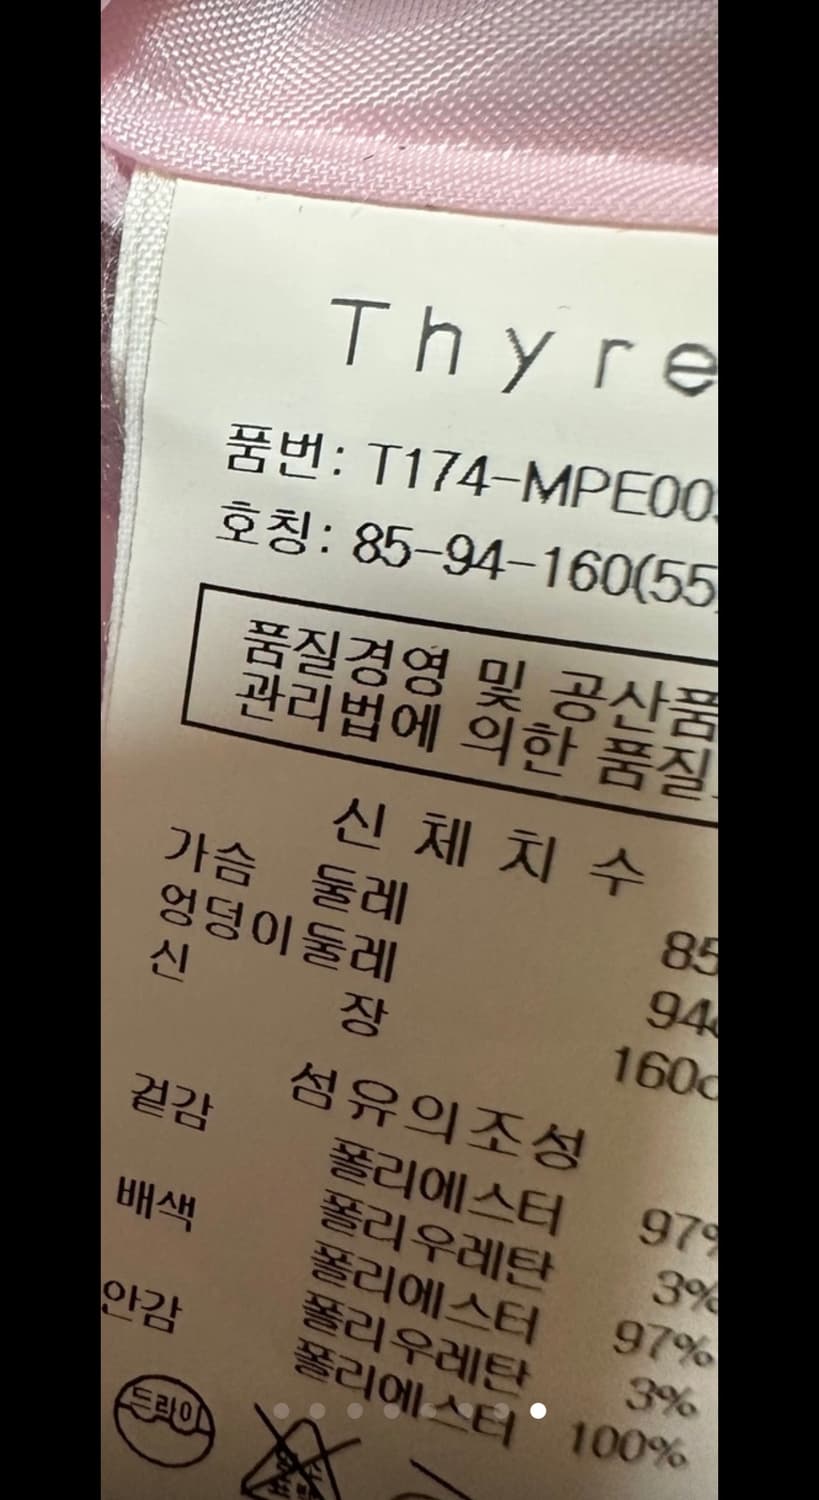 Thyre
품번: T174-MPE00
호칭: 85-94-160(55
품질경영 및 공산품
관리법에 의한 품질
신체치수
가슴 둘레 85
엉덩이둘레 94
신장 160
섬유의조성
겉감 폴리에스터 97%
폴리우레탄 3%
배색 폴리에스터 97%
폴리우레탄 3%
안감 폴리에스터 100%
드라이